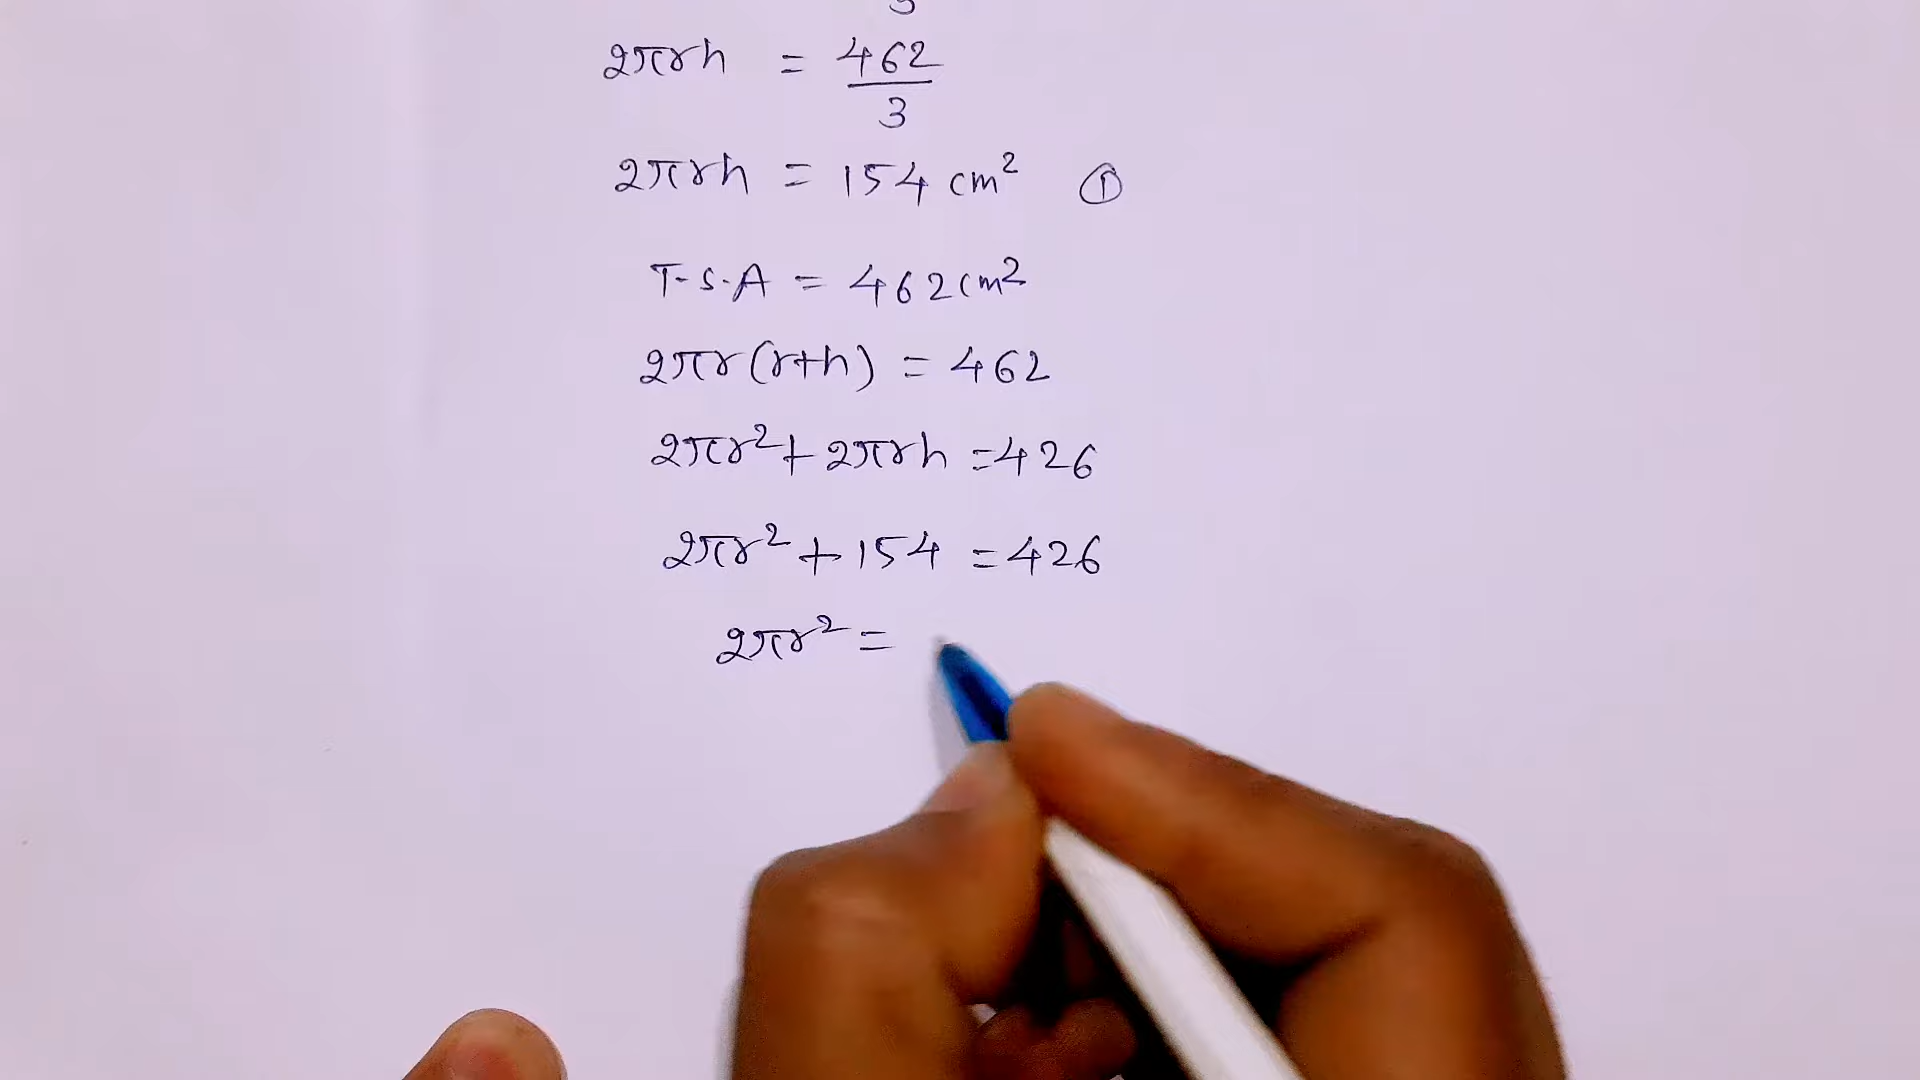 2πrh = 462/3
2πrh = 154 cm² ①
T.S.A = 462cm²
2πr(r+h) = 462
2πr²+2πrh =426
2πr²+154 =426
2πr² =